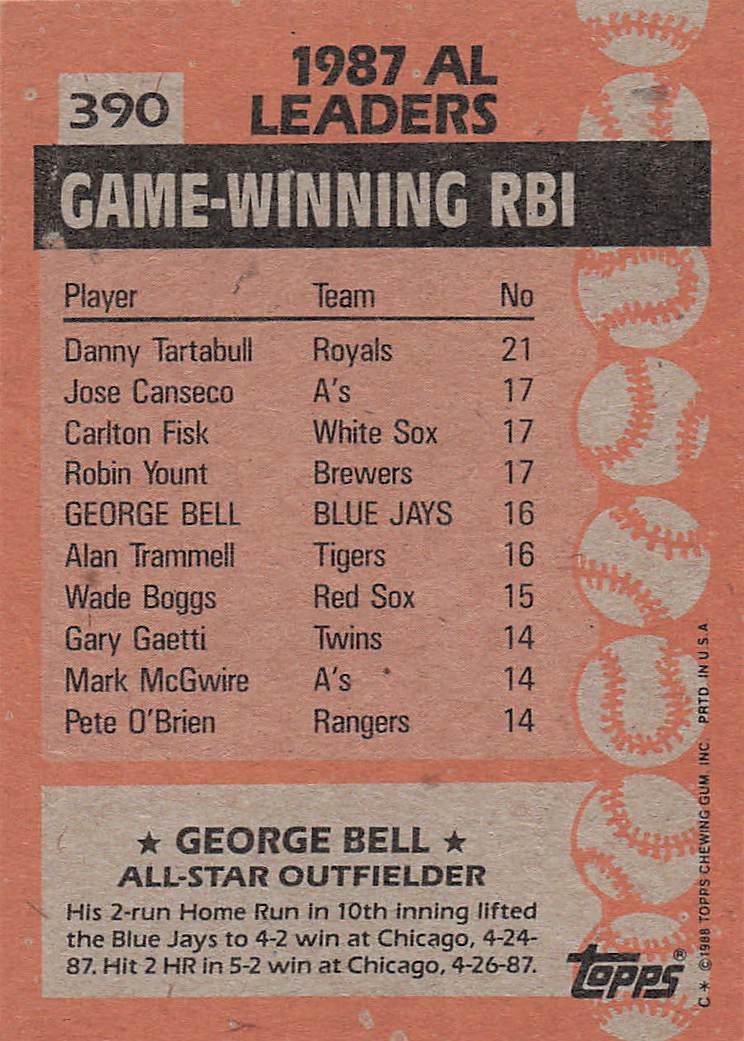 390
1987 AL
LEADERS
GAME-WINNING RBI
Player Team No
Danny Tartabull Royals 21
Jose Canseco A's 17
Carlton Fisk White Sox 17
Robin Yount Brewers 17
GEORGE BELL BLUE JAYS 16
Alan Trammell Tigers 16
Wade Boggs Red Sox 15
Gary Gaetti Twins 14
Mark McGwire A's 14
Pete O'Brien Rangers 14
★ GEORGE BELL ★
ALL-STAR OUTFIELDER
His 2-run Home Run in 10th inning lifted
the Blue Jays to 4-2 win at Chicago, 4-24-
87. Hit 2 HR in 5-2 win at Chicago, 4-26-87.
topps®
C * ©1988 TOPPS CHEWING GUM INC. PRTD. IN U.S.A